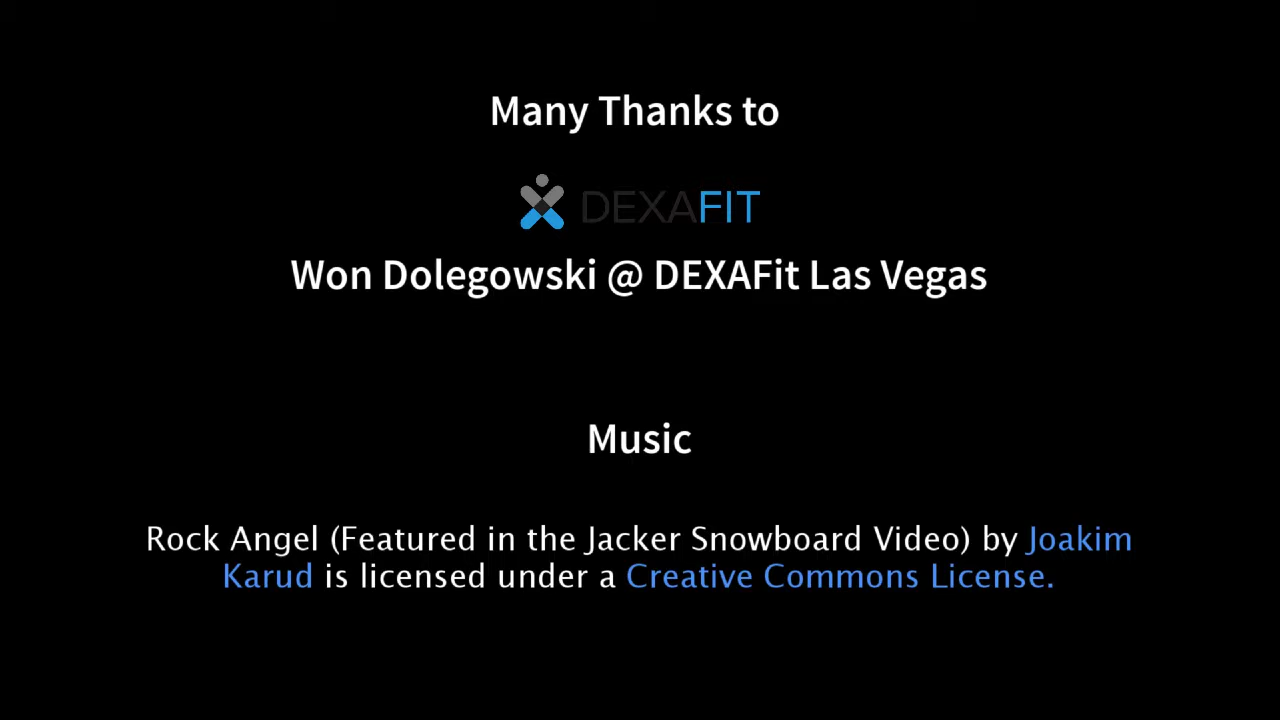 Many Thanks to
DEXAFIT
Won Dolegowski @ DEXAFit Las Vegas
Music
Rock Angel (Featured in the Jacker Snowboard Video) by Joakim
Karud is licensed under a Creative Commons License.